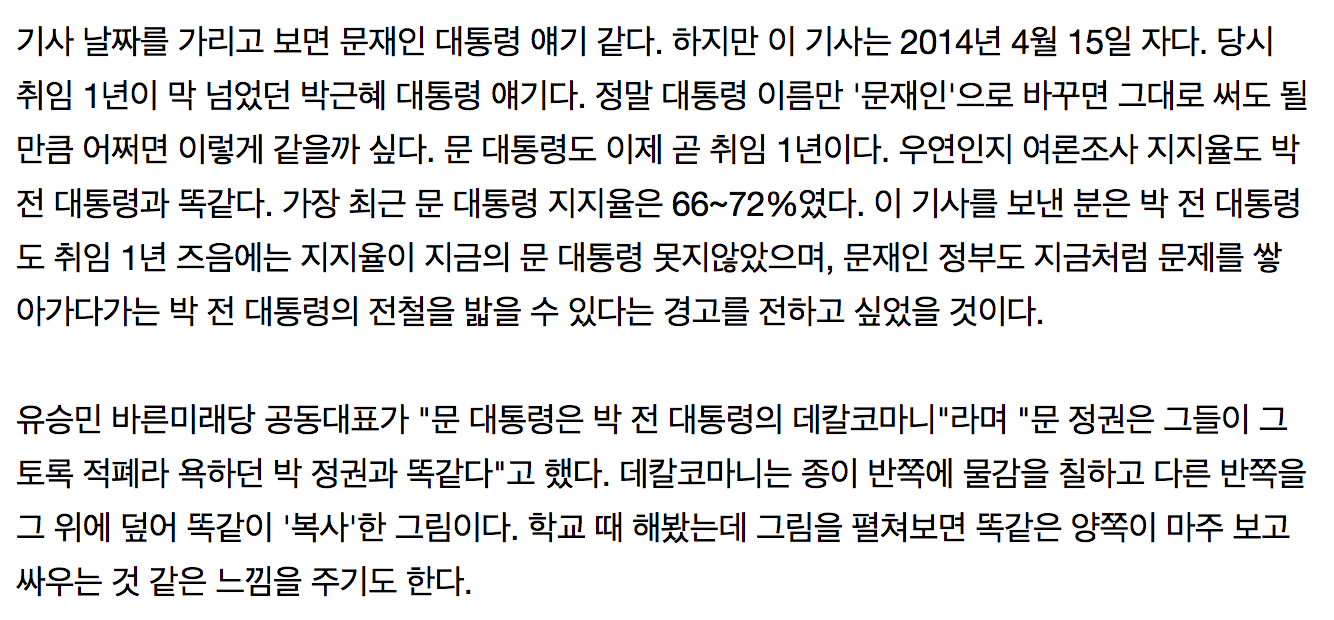 기사 날짜를 가리고 보면 문재인 대통령 얘기 같다. 하지만 이 기사는 2014년 4월 15일 자다. 당시
취임 1년이 막 넘었던 박근혜 대통령 얘기다. 정말 대통령 이름만 '문재인'으로 바꾸면 그대로 써도 될
만큼 어쩌면 이렇게 같을까 싶다. 문 대통령도 이제 곧 취임 1년이다. 우연인지 여론조사 지지율도 박
전 대통령과 똑같다. 가장 최근 문 대통령 지지율은 66~72%였다. 이 기사를 보낸 분은 박 전 대통령
도 취임 1년 즈음에는 지지율이 지금의 문 대통령 못지않았으며, 문재인 정부도 지금처럼 문제를 쌓
아가다가는 박 전 대통령의 전철을 밟을 수 있다는 경고를 전하고 싶었을 것이다.
유승민 바른미래당 공동대표가 "문 대통령은 박 전 대통령의 데칼코마니"라며 "문 정권은 그들이 그
토록 적폐라 욕하던 박 정권과 똑같다"고 했다. 데칼코마니는 종이 반쪽에 물감을 칠하고 다른 반쪽을
그 위에 덮어 똑같이 '복사'한 그림이다. 학교 때 해봤는데 그림을 펼쳐보면 똑같은 양쪽이 마주 보고
싸우는 것 같은 느낌을 주기도 한다.